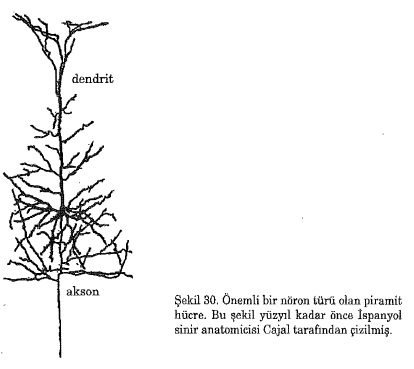 dendrit
akson
Şekil 30. Önemli bir nöron türü olan piramit
hücre. Bu şekil yüzyıl kadar önce İspanyol
sinir anatomicisi Cajal tarafından çizilmiş.